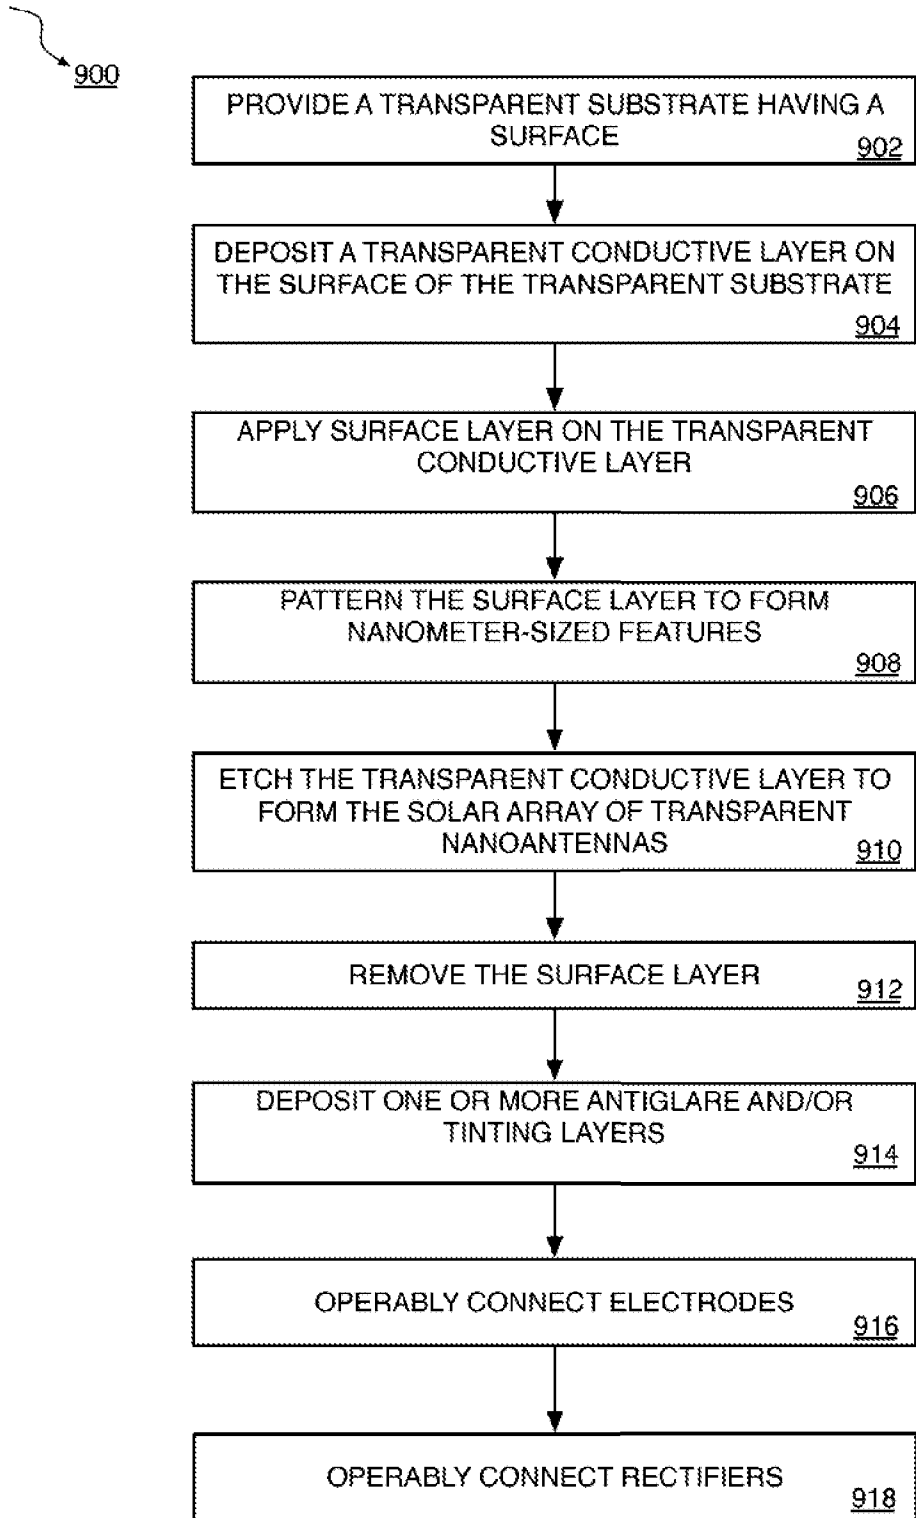 900
PROVIDE A TRANSPARENT SUBSTRATE HAVING A
SURFACE
902
DEPOSIT A TRANSPARENT CONDUCTIVE LAYER ON
THE SURFACE OF THE TRANSPARENT SUBSTRATE
904
APPLY SURFACE LAYER ON THE TRANSPARENT
CONDUCTIVE LAYER
906
PATTERN THE SURFACE LAYER TO FORM
NANOMETER-SIZED FEATURES
908
ETCH THE TRANSPARENT CONDUCTIVE LAYER TO
FORM THE SOLAR ARRAY OF TRANSPARENT
NANOANTENNAS
910
REMOVE THE SURFACE LAYER
912
DEPOSIT ONE OR MORE ANTIGLARE AND/OR
TINTING LAYERS
914
OPERABLY CONNECT ELECTRODES
916
OPERABLY CONNECT RECTIFIERS
918